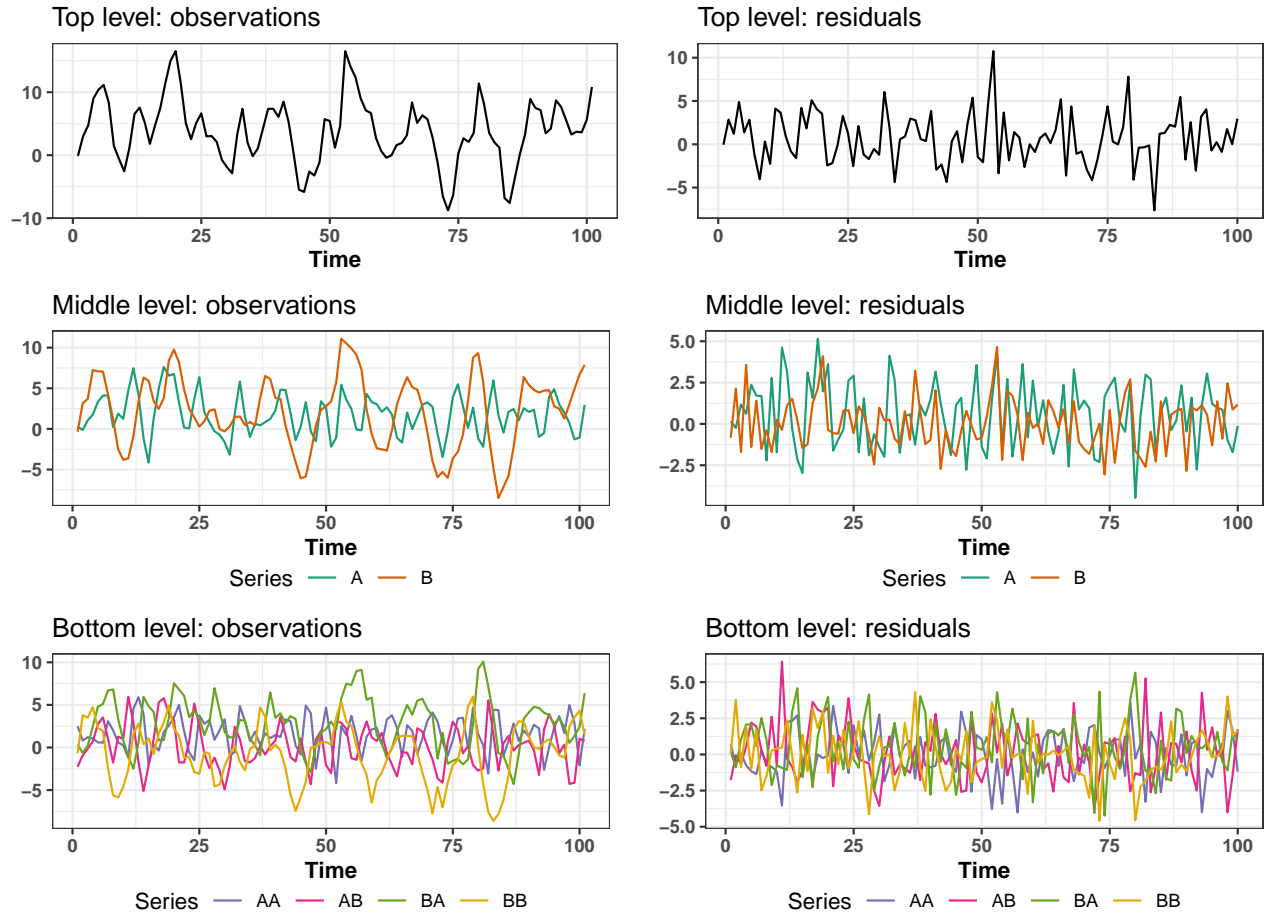 Top level: observations
10
0
−10
0 25 50 75 100
Time
Top level: residuals
10
5
0
−5
0 25 50 75 100
Time
Middle level: observations
10
5
0
−5
0 25 50 75 100
Time
Series A B
Middle level: residuals
5.0
2.5
0.0
−2.5
0 25 50 75 100
Time
Series A B
Bottom level: observations
10
5
0
−5
0 25 50 75 100
Time
Series AA AB BA BB
Bottom level: residuals
5.0
2.5
0.0
−2.5
−5.0
0 25 50 75 100
Time
Series AA AB BA BB